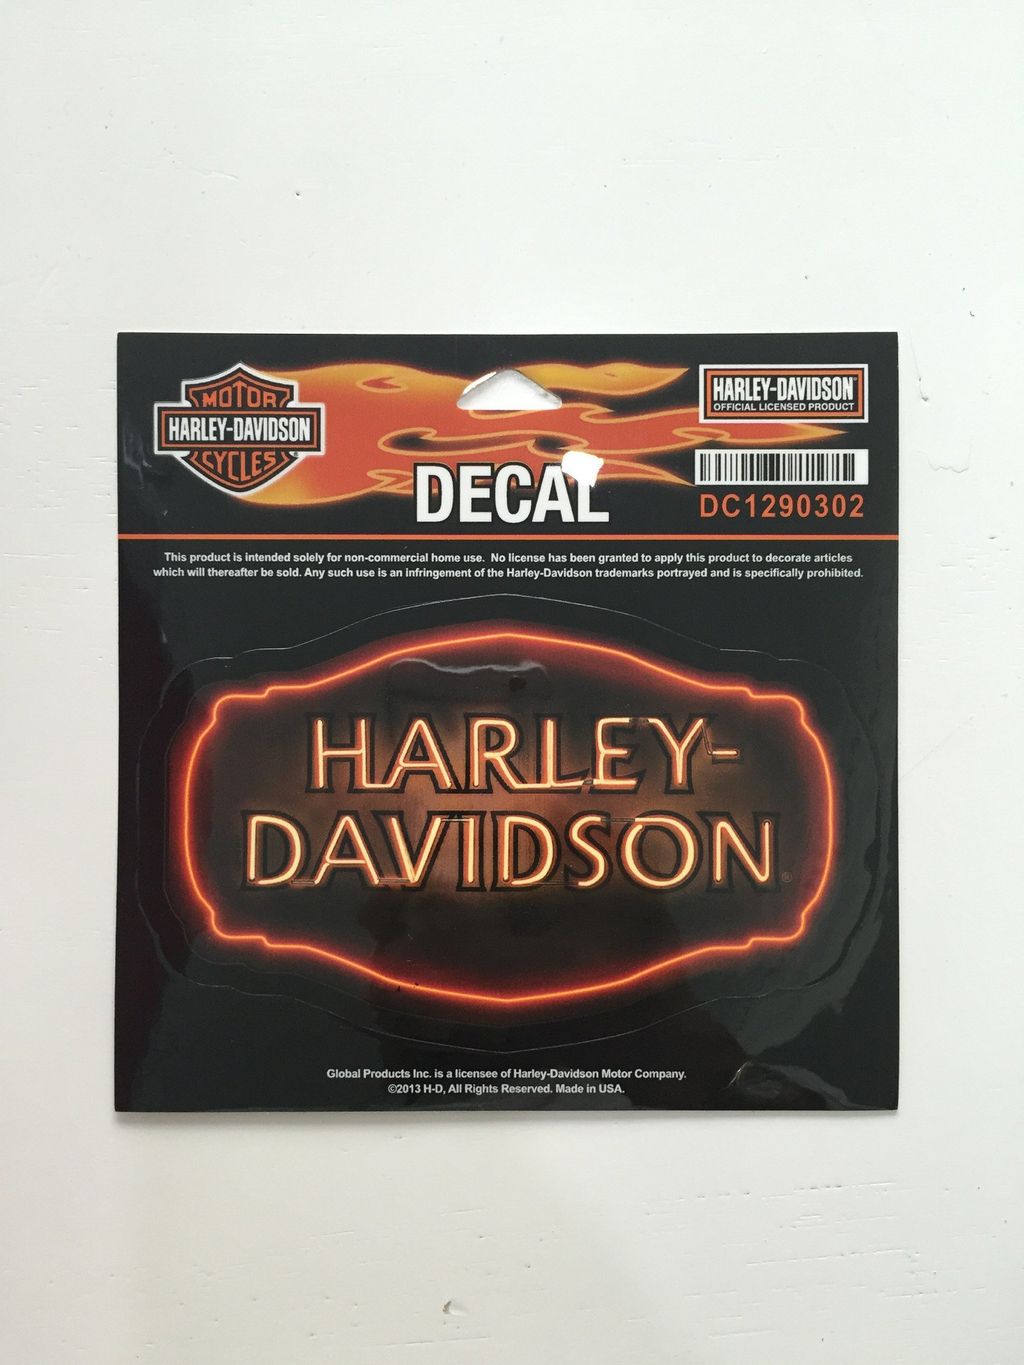 MOTOR
HARLEY-DAVIDSON
CYCLES
HARLEY-DAVIDSON
OFFICIAL LICENSED PRODUCT
DECAL
DC1290302
This product is intended solely for non-commercial home use. No license has been granted to apply this product to decorate articles
which will thereafter be sold. Any such use is an infringement of the Harley-Davidson trademarks portrayed and is specifically prohibited.
HARLEY-
DAVIDSON®
Global Products Inc. is a licensee of Harley-Davidson Motor Company.
©2013 H-D, All Rights Reserved. Made in USA.